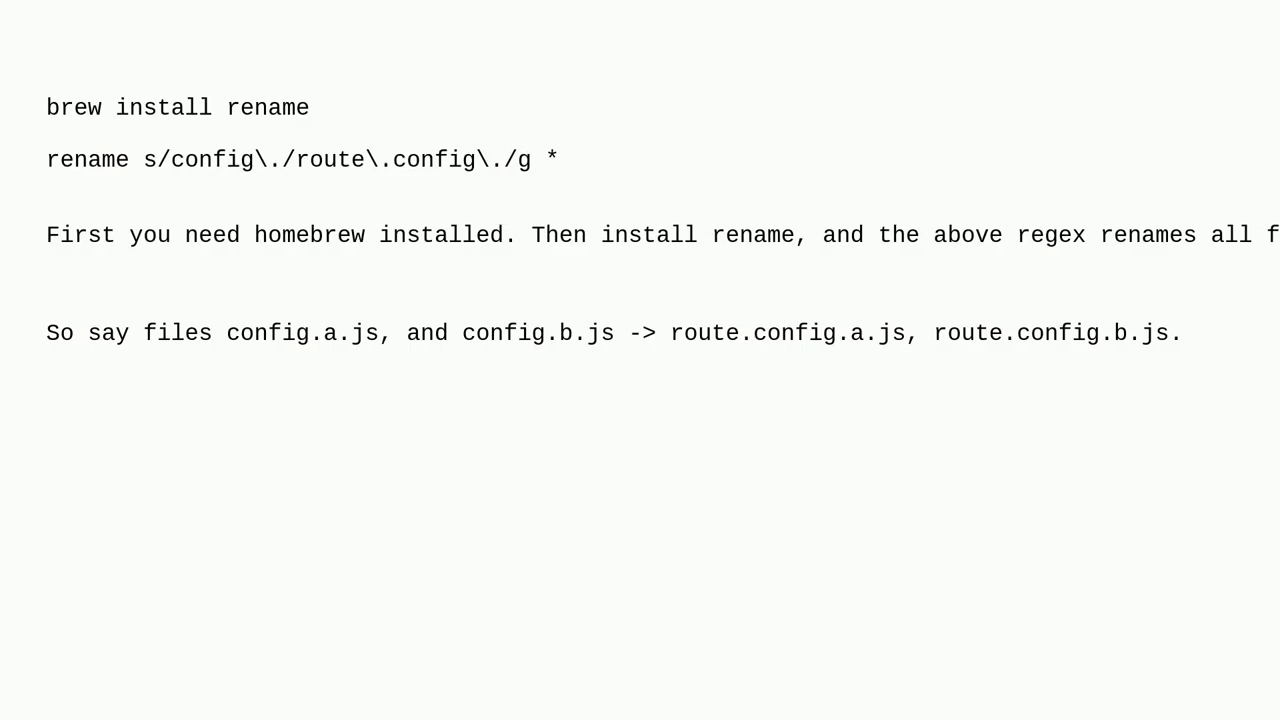 brew install rename
rename s/config\./route\.config\./g *
First you need homebrew installed. Then install rename, and the above regex renames all
So say files config.a.js, and config.b.js -> route.config.a.js, route.config.b.js.